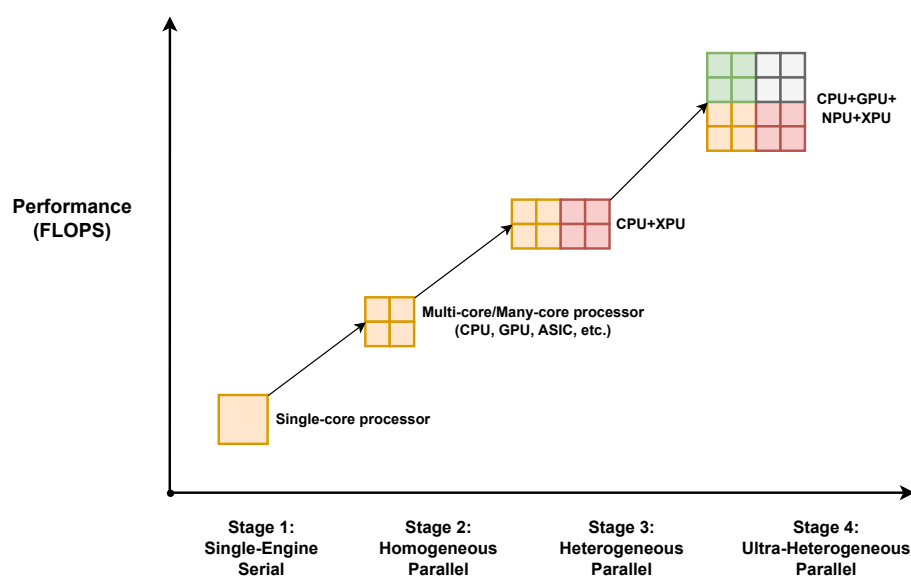 CPU+GPU+
NPU+XPU
Performance
(FLOPS)
CPU+XPU
Multi-core/Many-core processor
(CPU, GPU, ASIC, etc.)
Single-core processor
Stage 1:
Single-Engine
Serial
Stage 2:
Homogeneous
Parallel
Stage 3:
Heterogeneous
Parallel
Stage 4:
Ultra-Heterogeneous
Parallel